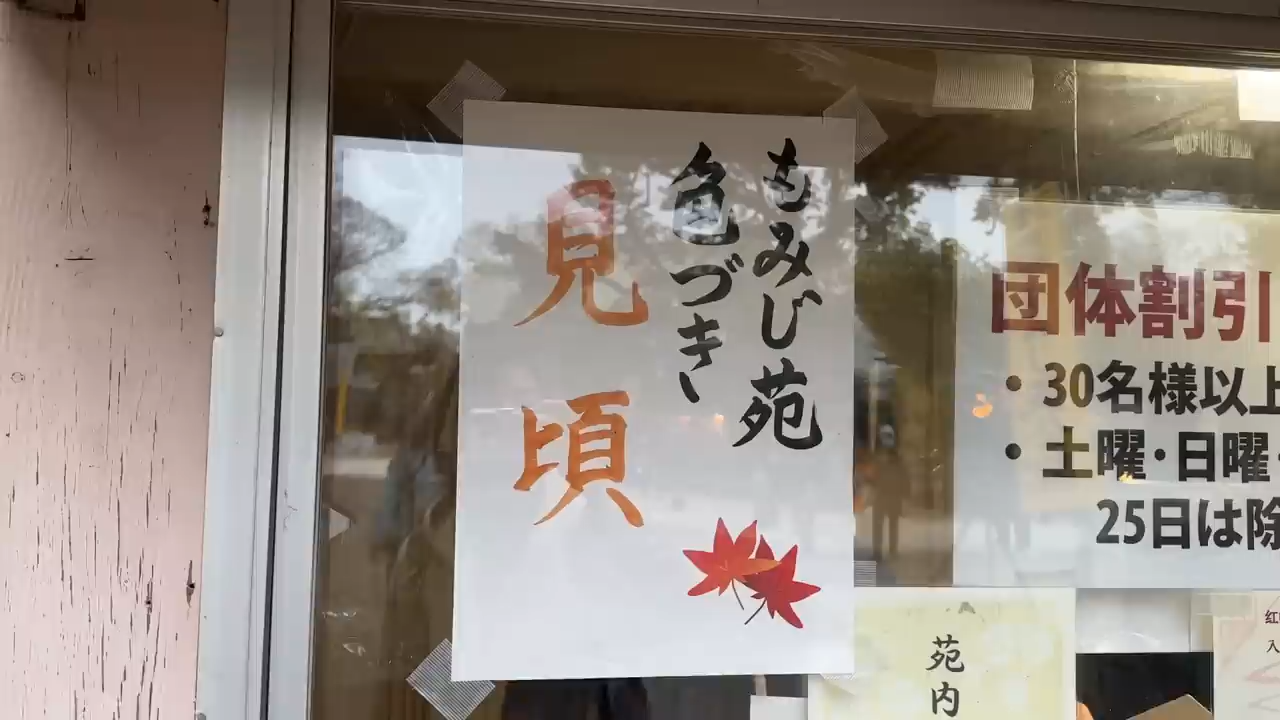 もみじ苑
色づき
見頃
団体割引
・30名様以上
・土曜・日曜・
25日は除
苑内